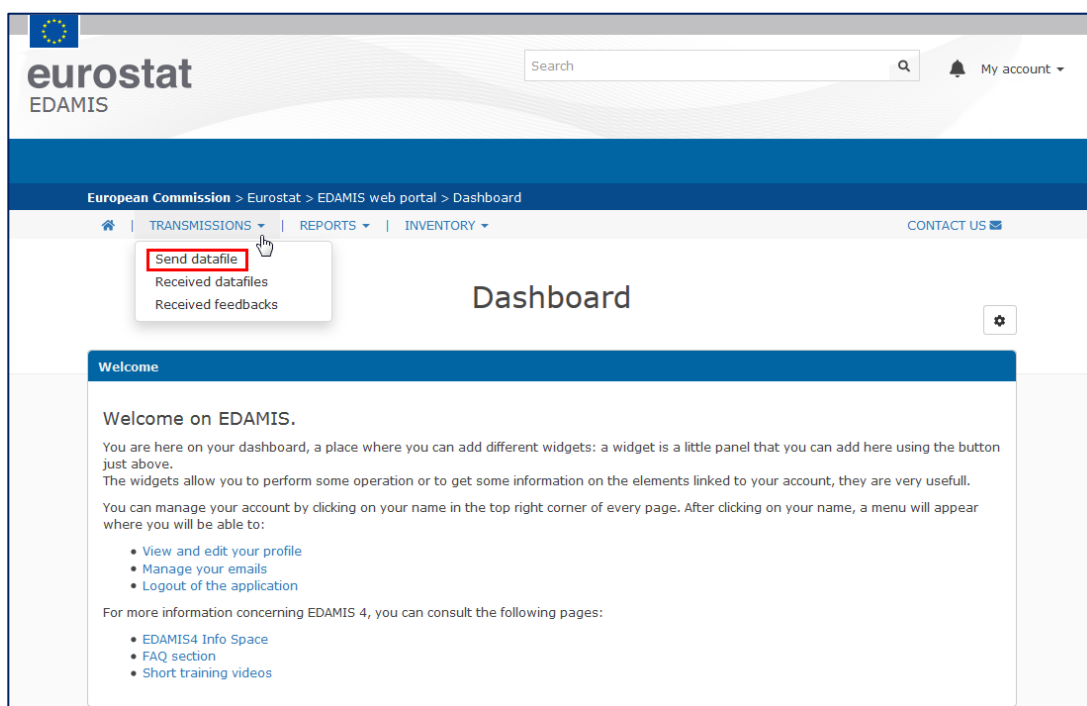 eurostat
EDAMIS
Search
My account
European Commission > Eurostat > EDAMIS web portal > Dashboard
| TRANSMISSIONS | REPORTS | INVENTORY
CONTACT US
Send datafile
Received datafiles
Received feedbacks
Dashboard
Welcome
Welcome on EDAMIS.
You are here on your dashboard, a place where you can add different widgets: a widget is a little panel that you can add here using the button
just above.
The widgets allow you to perform some operation or to get some information on the elements linked to your account, they are very usefull.
You can manage your account by clicking on your name in the top right corner of every page. After clicking on your name, a menu will appear
where you will be able to:
• View and edit your profile
• Manage your emails
• Logout of the application
For more information concerning EDAMIS 4, you can consult the following pages:
• EDAMIS4 Info Space
• FAQ section
• Short training videos